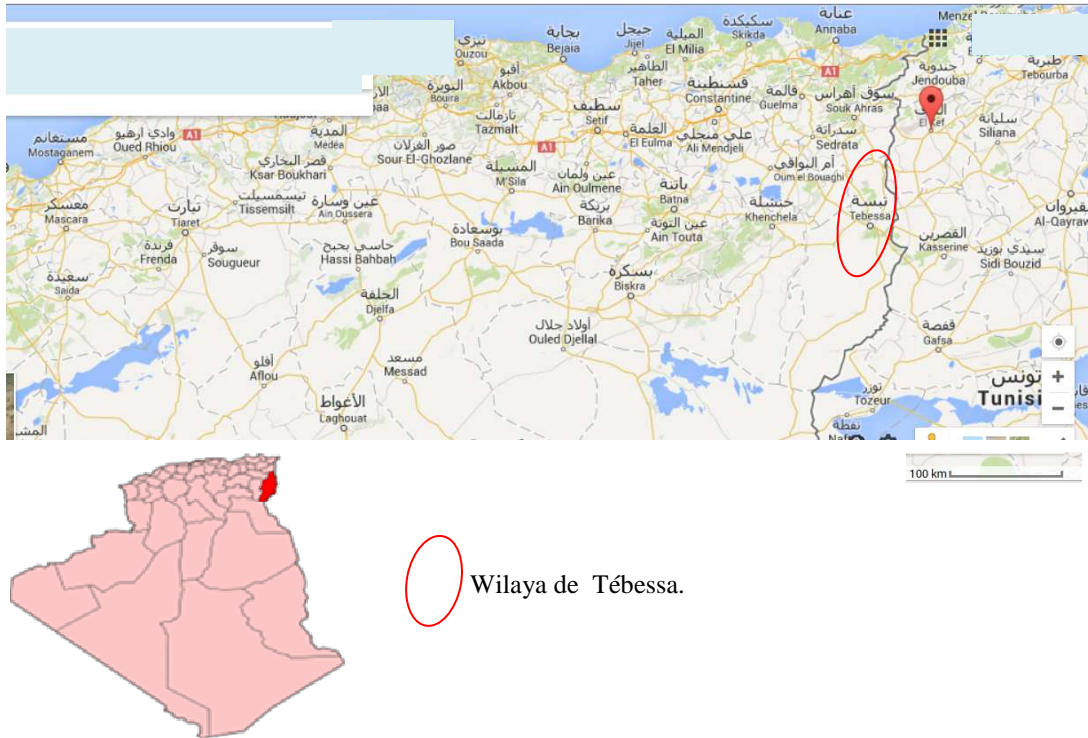 سكيكدة
Skikda
عنابة
Annaba
جيجل
Jijel
الميلية
El Milia
بجاية
Bejaia
تيزي
Ouzou
الطاهير
Taher
أقبو
Akbou
البويرة
Bouira
قسنطينة
Constantine
قالمة
Guelma
سوق أهراس
Souk Ahras
A1
جندوبة
Jendouba
طبرية
Tebourba
El Kef
سليانة
Siliana
سطيف
Setif
تازمالت
Tazmalt
A1
العلمة
El Eulma
علي منجلي
Ali Mendjeli
سدراتة
Sedrata
مستغانم
Mostaganem
وادي ارهيو
Oued Rhiou
A1
المدية
Medea
صور الغزلان
Sour El-Ghozlane
قصر البخاري
Ksar Boukhari
المسيلة
M'Sila
عين ولمان
Ain Oulmene
باتنة
Batna
أم البواقي
Oum el Bouaghi
خنشلة
Khenchela
تبسة
Tebessa
معسكر
Mascara
تيارت
Tiaret
تيسمسيلت
Tissemsilt
عين وسارة
Ain Oussera
بريكة
Barika
عين التوتة
Ain Touta
القصرين
Kasserine
سيدي بوزيد
Sidi Bouzid
فرندة
Frenda
سوقر
Sougueur
حاسي بحبح
Hassi Bahbah
بوسعادة
Bou Saada
سعيدة
Saida
بسكرة
Biskra
الجلفة
Djelfa
أولاد جلال
Ouled Djellal
قفصة
Gafsa
أفلو
Aflou
مسعد
Messad
توزر
Tozeur
تونس
Tunisi
الأغواط
Laghouat
نفطة
+
−
100 km
Wilaya de Tébessa.